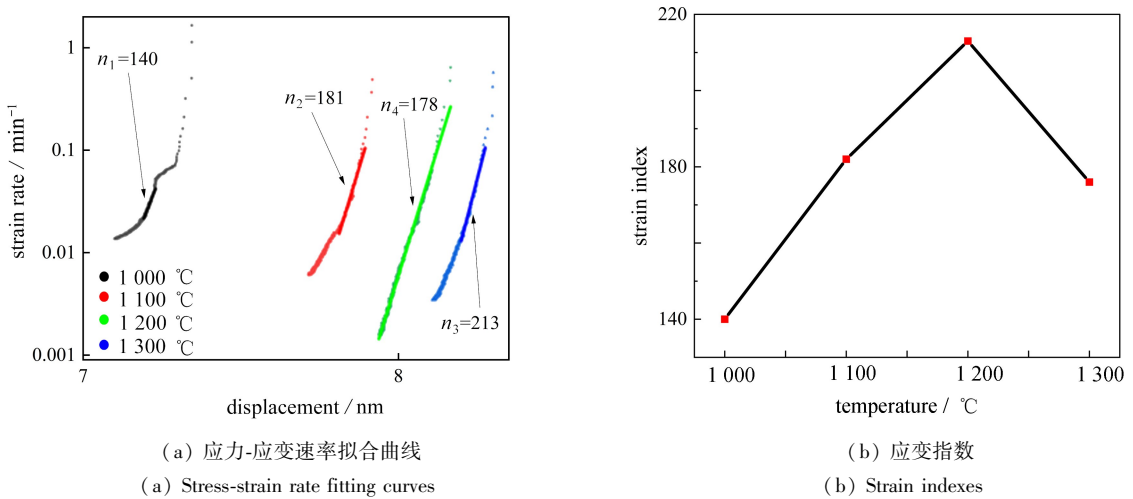 1
0.1
0.01
0.001
strain rate / min⁻¹
n₁=140
n₂=181
n₄=178
n₃=213
1 000 ℃
1 100 ℃
1 200 ℃
1 300 ℃
7
8
displacement / nm
(a) 应力-应变速率拟合曲线
(a) Stress-strain rate fitting curves
220
180
140
strain index
1 000
1 100
1 200
1 300
temperature / ℃
(b) 应变指数
(b) Strain indexes